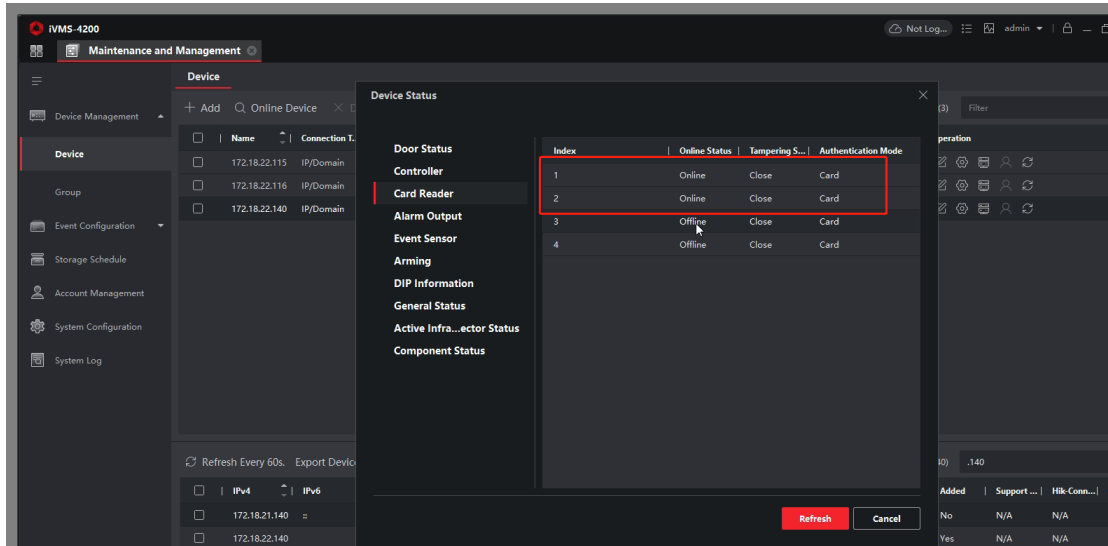 iVMS-4200
Not Log...
admin
Maintenance and Management
Device
Device Management
Device
Group
Event Configuration
Storage Schedule
Account Management
System Configuration
System Log
+ Add Online Device
(3) Filter
Name Connection T.. peration
172.18.22.115 IP/Domain
172.18.22.116 IP/Domain
172.18.22.140 IP/Domain
Device Status
Door Status
Controller
Card Reader
Alarm Output
Event Sensor
Arming
DIP Information
General Status
Active Infra...ector Status
Component Status
Index Online Status Tampering S... Authentication Mode
1 Online Close Card
2 Online Close Card
3 Offline Close Card
4 Offline Close Card
Refresh Cancel
Refresh Every 60s. Export Devic
40) .140
IPv4 IPv6 Added Support ... Hik-Conn...
172.18.21.140 :: No N/A N/A
172.18.22.140 Yes N/A N/A